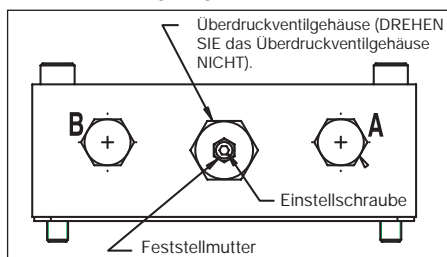 Überdruckventilgehäuse (DREHEN
SIE das Überdruckventilgehäuse
NICHT).
B
A
Einstellschraube
Feststellmutter